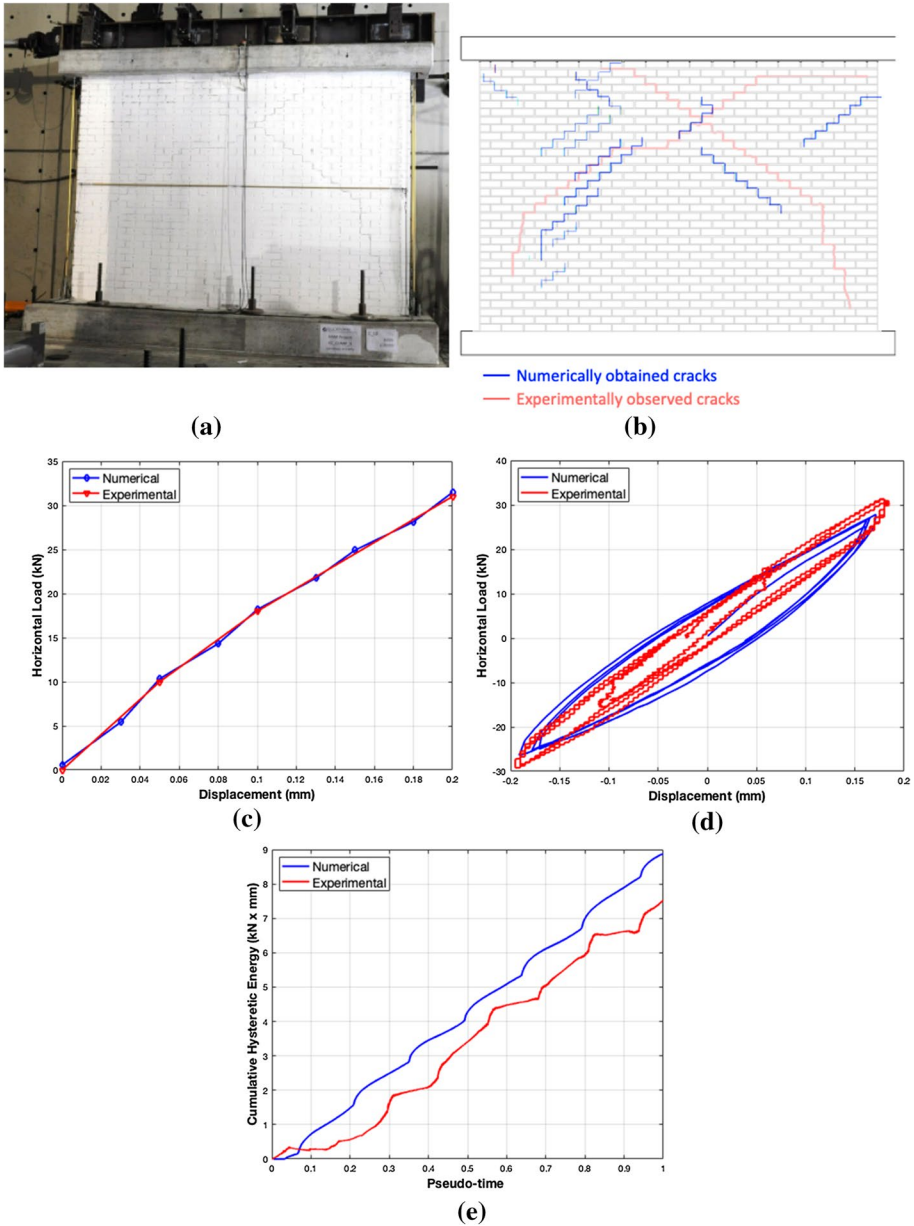 Numerically obtained cracks
Experimentally observed cracks
(a)
(b)
Numerical
Experimental
Horizontal Load (kN)
35
30
25
20
15
10
5
0
0 0.02 0.04 0.06 0.08 0.1 0.12 0.14 0.16 0.18 0.2
Displacement (mm)
(c)
Numerical
Experimental
Horizontal Load (kN)
40
30
20
10
0
-10
-20
-30
-0.2 -0.15 -0.1 -0.05 0 0.05 0.1 0.15 0.2
Displacement (mm)
(d)
Numerical
Experimental
Cumulative Hysteretic Energy (kN x mm)
9
8
7
6
5
4
3
2
1
0
0 0.1 0.2 0.3 0.4 0.5 0.6 0.7 0.8 0.9 1
Pseudo-time
(e)